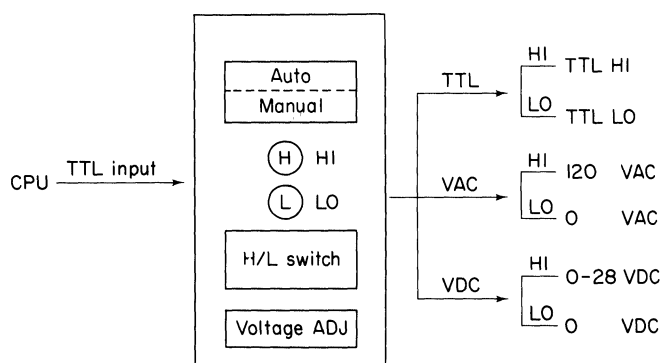 CPU
TTL input
Auto
Manual
H HI
L LO
H/L switch
Voltage ADJ
TTL
HI TTL HI
LO TTL LO
VAC
HI 120 VAC
LO 0 VAC
VDC
HI 0-28 VDC
LO 0 VDC